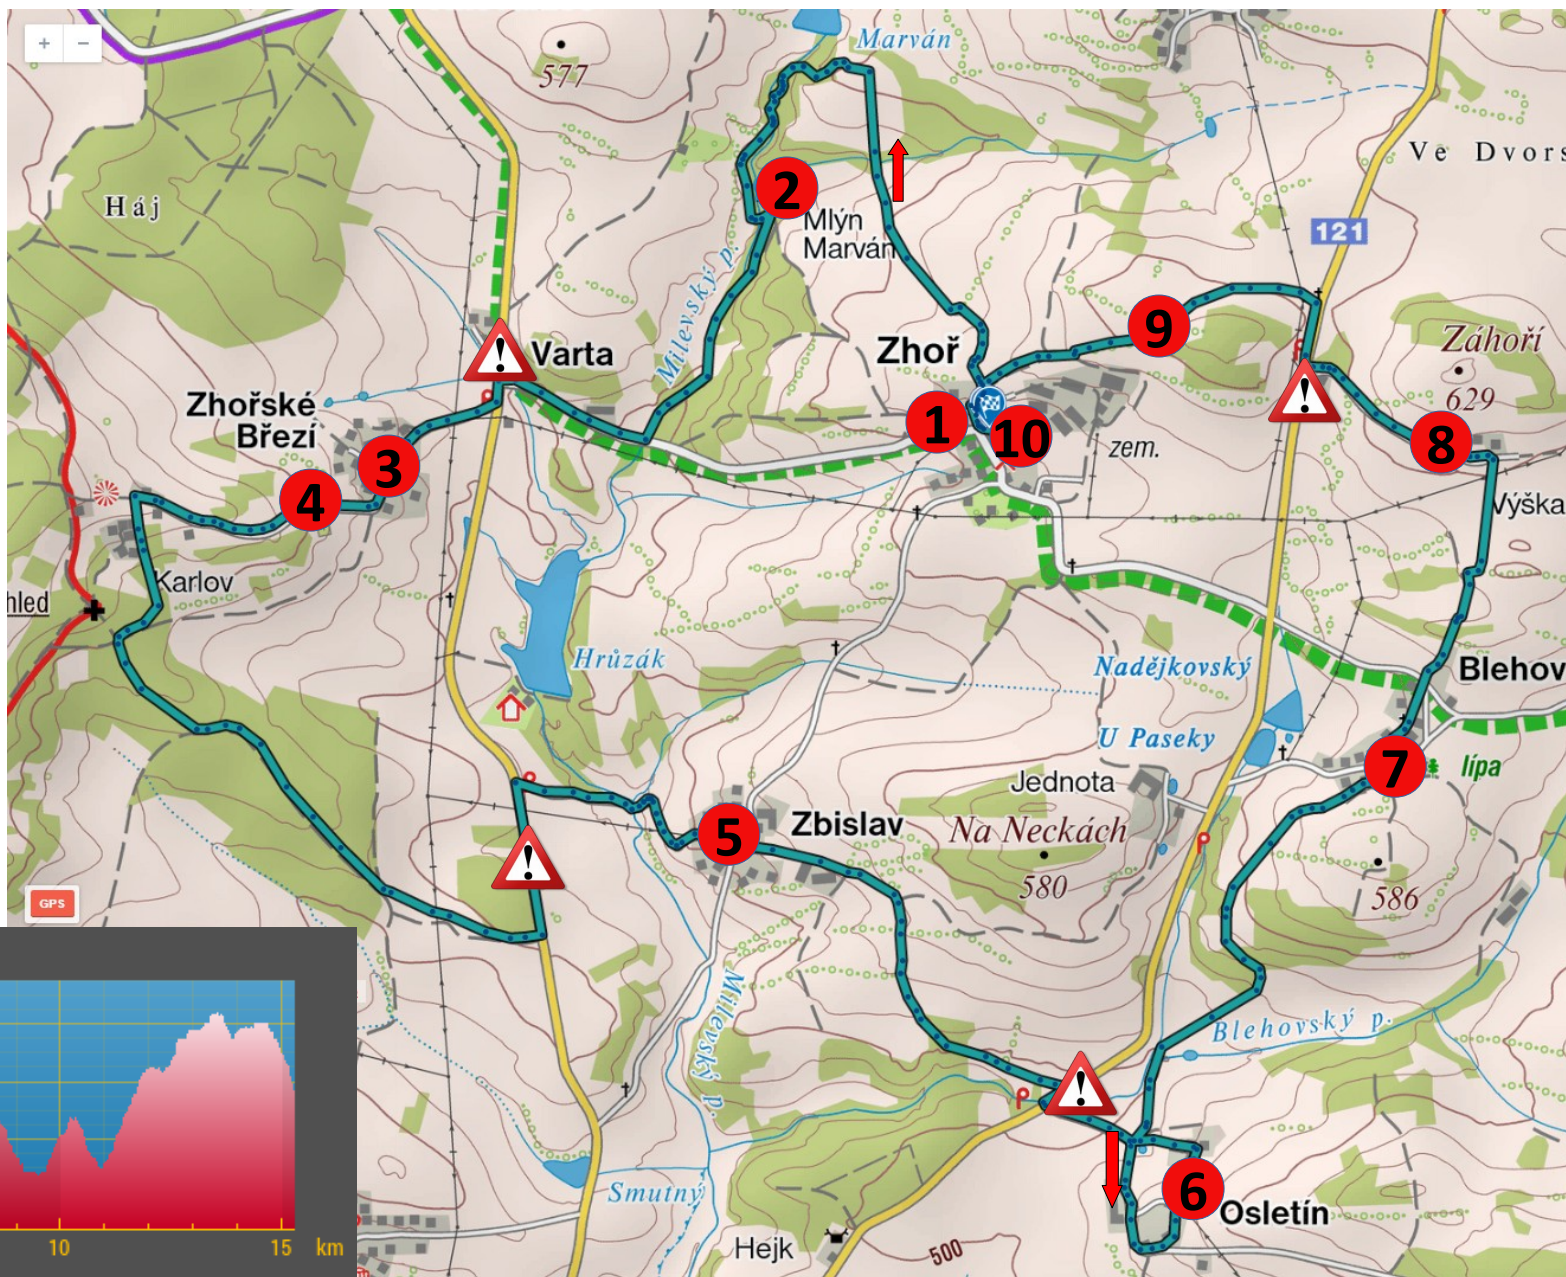 + −
Marván
577
Ve Dvors
Háj
121
2
Mlýn
Marván
Milevský p.
9
Záhoří
629
Varta
Zhoř
Zhořské
Březí
1
10
zem.
8
3
4
Výška
Karlov
hled
Hrůzák
Nadějkovský
Blehov
U Paseky
7
lípa
Jednota
5
Zbislav
Na Neckách
580
586
GPS
Milevský p.
Blehovský p.
6
Osletín
Smutný
Hejk
500
10 15 km